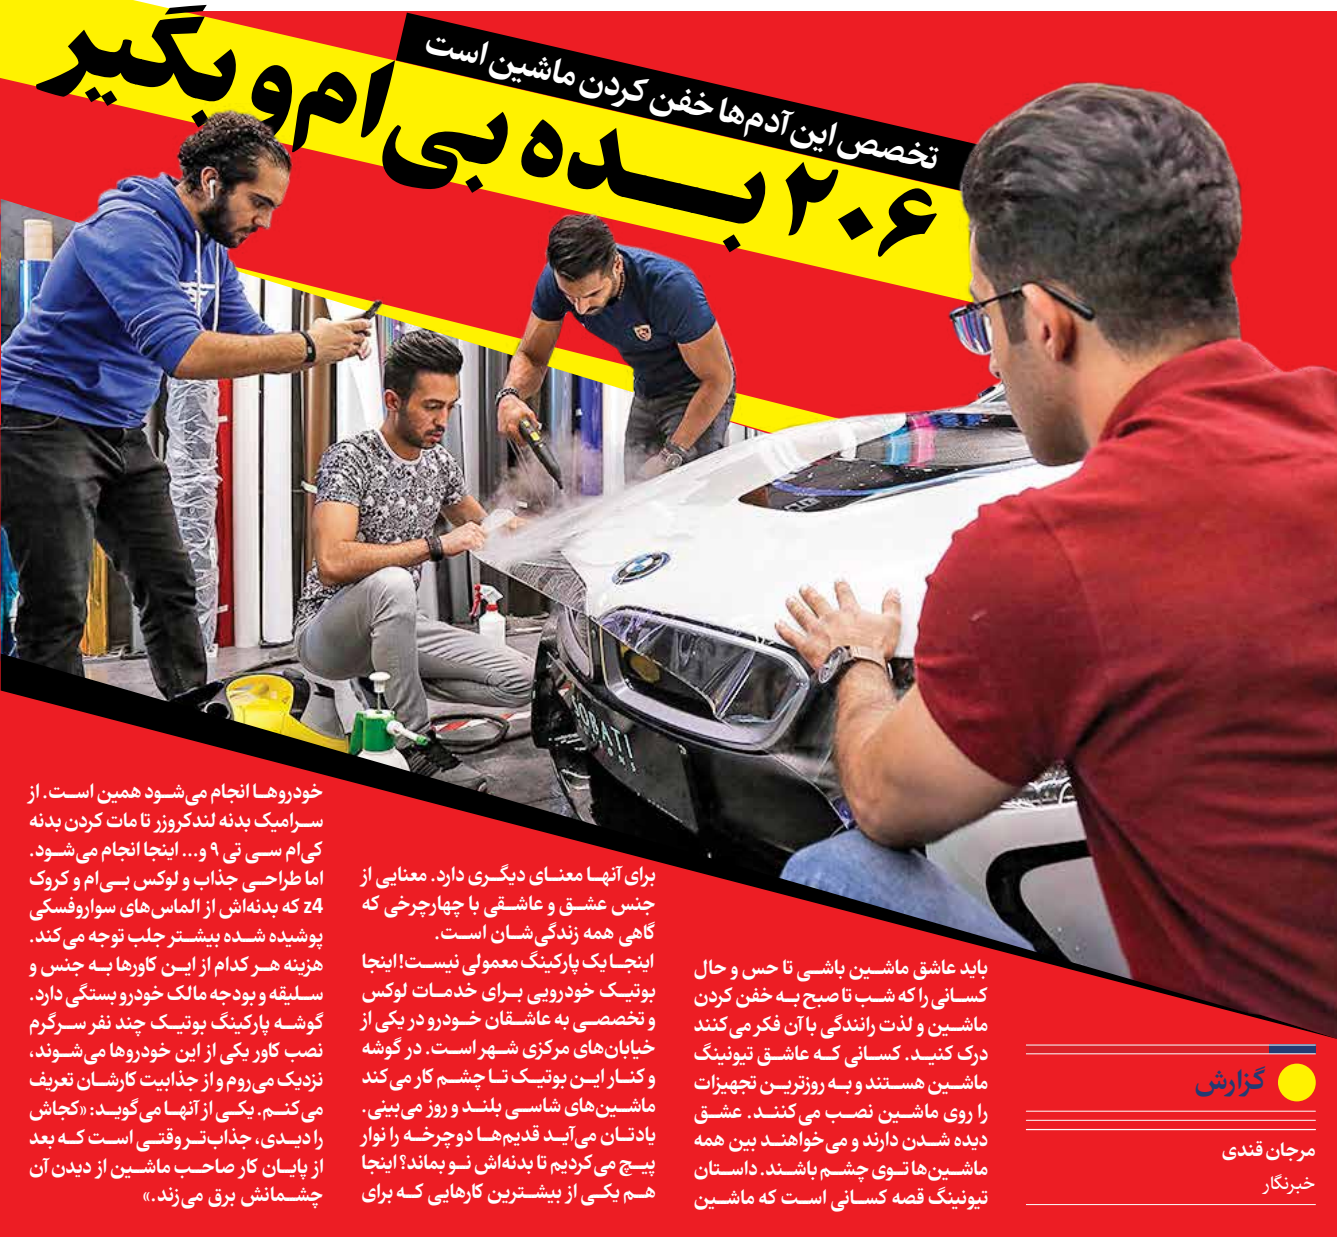 تخصص این آدم‌ها خفن کردن ماشین است
۲۰۶ بده بی‌ام‌و بگیر
گزارش
مرجان قندی
خبرنگار
باید عاشق ماشین باشی تا حس و حال
کسانی را که شب تا صبح به خفن کردن
ماشین و لذت رانندگی با آن فکر می‌کنند
درک کنید. کسانی که عاشق تیونینگ
ماشین هستند و به روزترین تجهیزات
را روی ماشین نصب می‌کنند. عشق
دیده شدن دارند و می‌خواهند بین همه
ماشین‌ها توی چشم باشند. داستان
تیونینگ قصه کسانی است که ماشین
برای آنها معنای دیگری دارد. معنایی از
جنس عشق و عاشقی با چهارچرخی که
گاهی همه زندگی‌شان است.
اینجا یک پارکینگ معمولی نیست! اینجا
بوتیک خودرویی برای خدمات لوکس
و تخصصی به عاشقان خودرو در یکی از
خیابان‌های مرکزی شهر است. در گوشه
و کنار این بوتیک تا چشم کار می‌کند
ماشین‌های شاسی بلند و روز می‌بینی.
یادتان می‌آید قدیم‌ها دوچرخه را نوار
پیچ می‌کردیم تا بدنه‌اش نو بماند؟ اینجا
هم یکی از بیشترین کارهایی که برای
خودروها انجام می‌شود همین است. از
سرامیک بدنه لندکروزر تا مات کردن بدنه
کی‌ام سی تی ۹ و... اینجا انجام می‌شود.
اما طراحی جذاب و لوکس بی‌ام و کروک
z4 که بدنه‌اش از الماس‌های سواروفسکی
پوشیده شده بیشتر جلب توجه می‌کند.
هزینه هر کدام از این کاورها به جنس و
سلیقه و بودجه مالک خودرو بستگی دارد.
گوشه پارکینگ بوتیک چند نفر سرگرم
نصب کاور یکی از این خودروها می‌شوند،
نزدیک می‌روم و از جذابیت کارشان تعریف
می‌کنم. یکی از آنها می‌گوید: «کجاش
را دیدی، جذاب‌تر وقتی است که بعد
از پایان کار صاحب ماشین از دیدن آن
چشمانش برق می‌زند.»
BMW